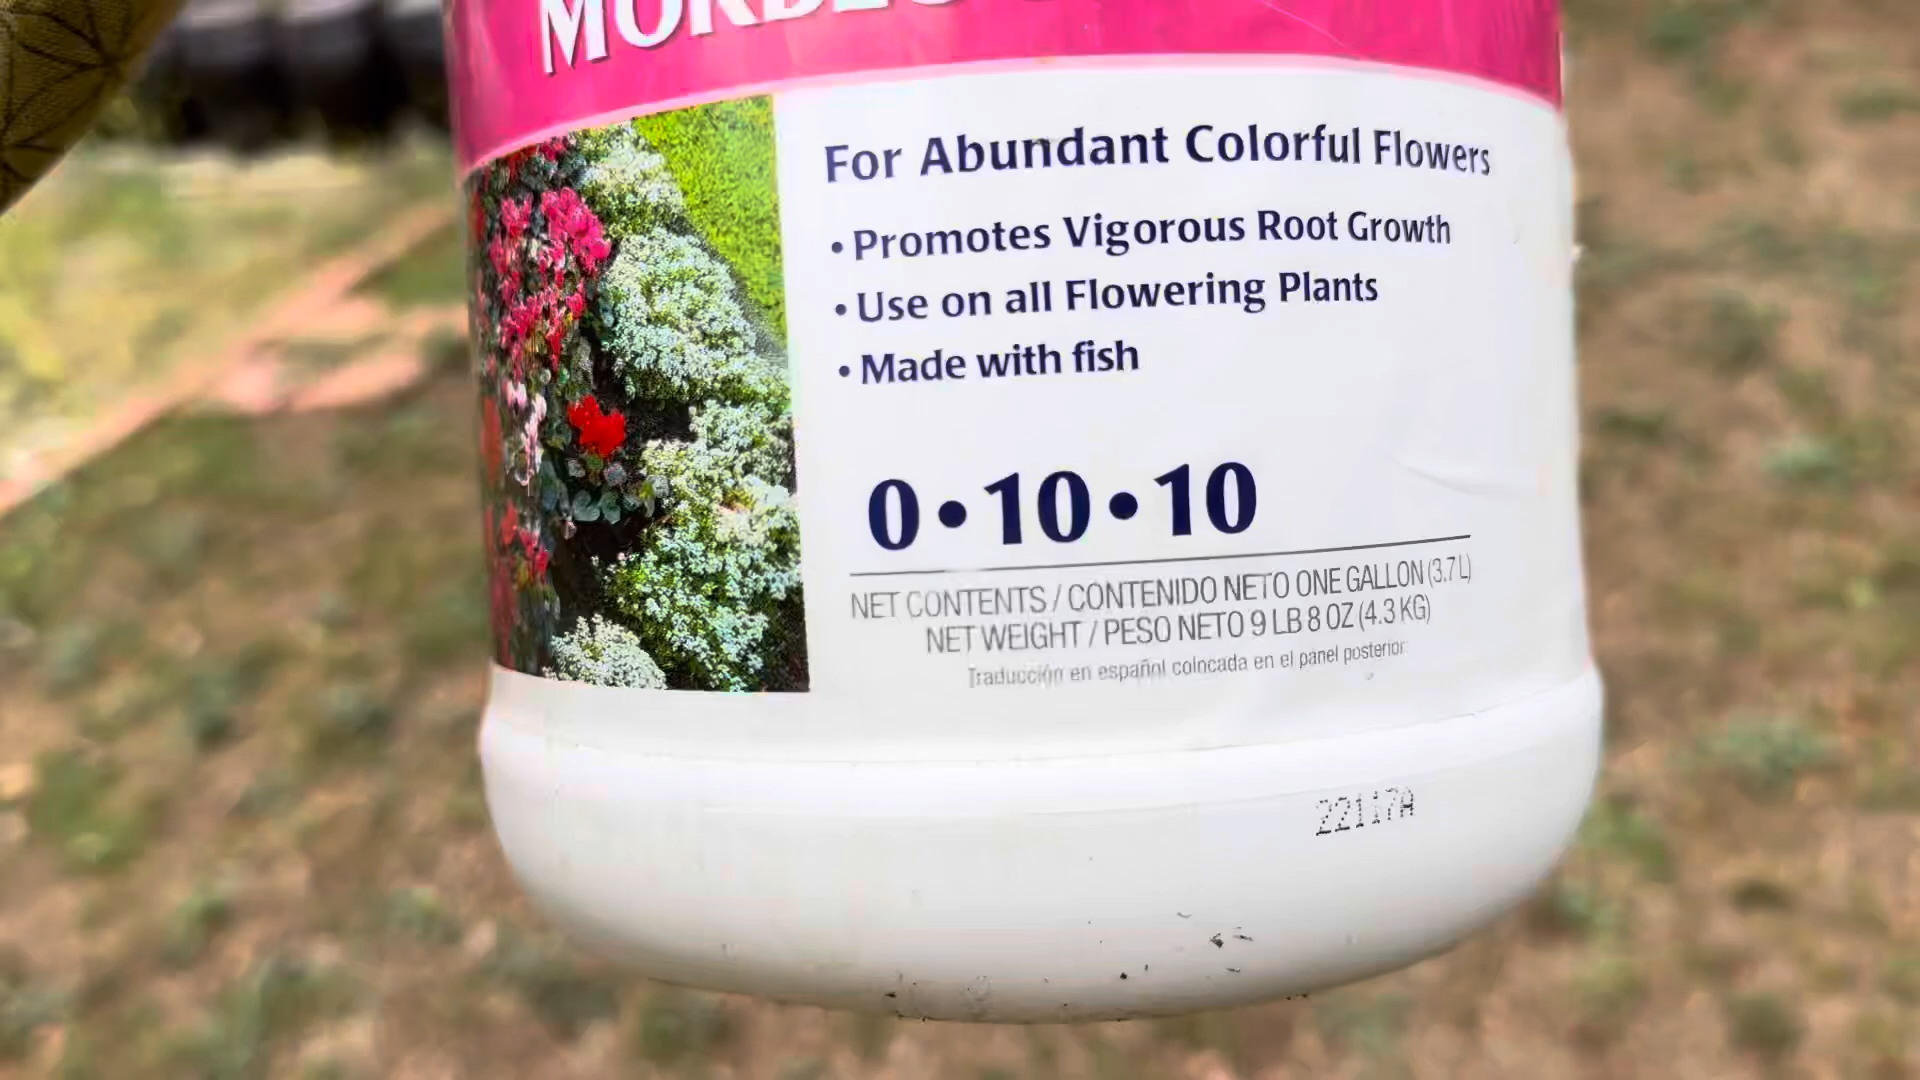 For Abundant Colorful Flowers
• Promotes Vigorous Root Growth
• Use on all Flowering Plants
• Made with fish
0•10•10
NET CONTENTS / CONTENIDO NETO ONE GALLON (3.7 L)
NET WEIGHT / PESO NETO 9 LB 8 OZ (4.3 KG)
Traducción en español colocada en el panel posterior
22117A